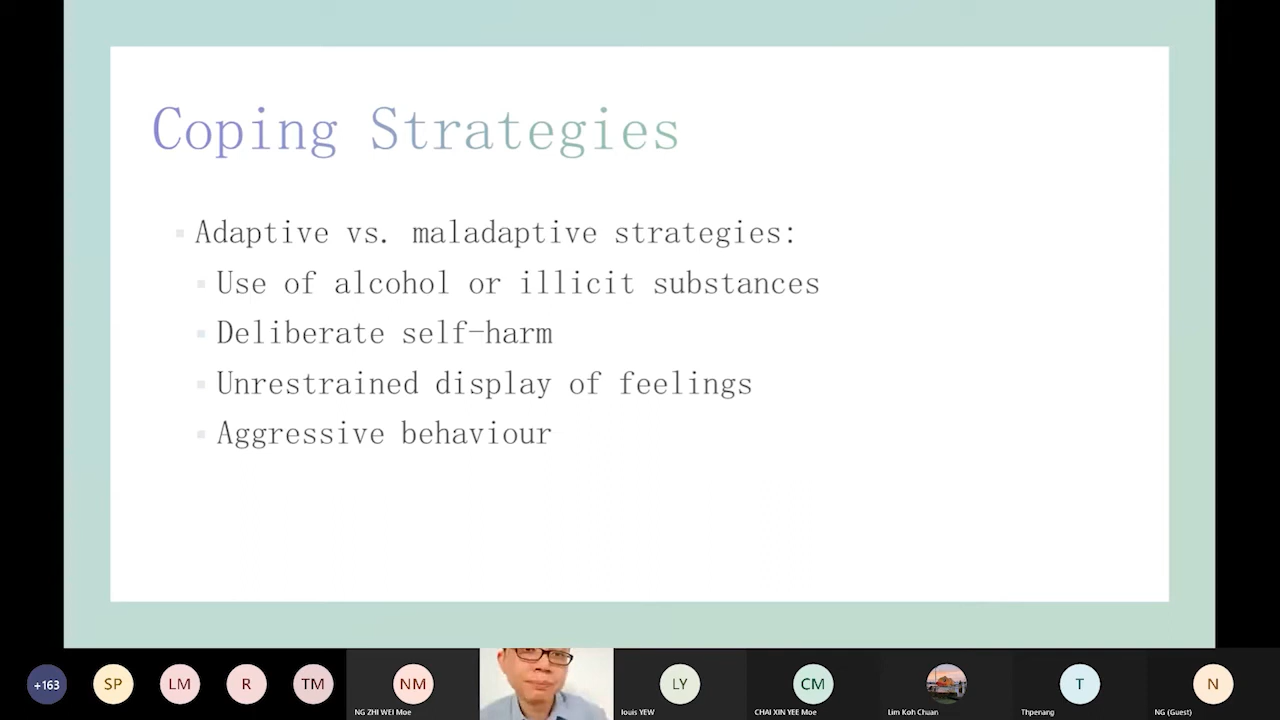 Coping Strategies
Adaptive vs. maladaptive strategies:
Use of alcohol or illicit substances
Deliberate self-harm
Unrestrained display of feelings
Aggressive behaviour
+163
SP
LM
R
TM
NM
LY
CM
T
N
NG ZHI WEI Moe
louis YEW
CHAI XIN YEE Moe
Lim Koh Chuan
Thpenang
NG (Guest)